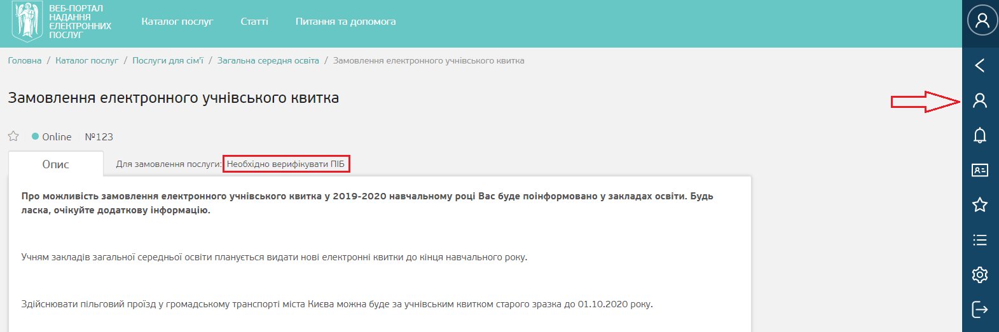 ВЕБ-ПОРТАЛ
НАДАННЯ
ЕЛЕКТРОННИХ
ПОСЛУГ
Каталог послуг Статті Питання та допомога
Головна / Каталог послуг / Послуги для сім'ї / Загальна середня освіта / Замовлення електронного учнівського квитка
Замовлення електронного учнівського квитка
Online №123
Опис Для замовлення послуги: Необхідно верифікувати ПІБ
Про можливість замовлення електронного учнівського квитка у 2019-2020 навчальному році Вас буде поінформовано у закладах освіти. Будь
ласка, очікуйте додаткову інформацію.
Учням закладів загальної середньої освіти планується видати нові електронні квитки до кінця навчального року.
Здійснювати пільговий проїзд у громадському транспорті міста Києва можна буде за учнівським квитком старого зразка до 01.10.2020 року.